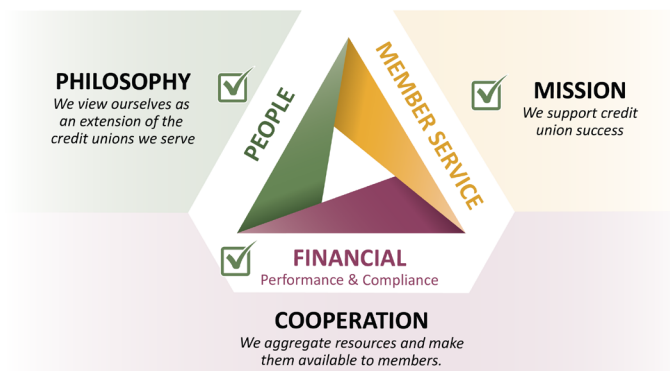 PHILOSOPHY
We view ourselves as
an extension of the
credit unions we serve
PEOPLE
MEMBER SERVICE
MISSION
We support credit
union success
FINANCIAL
Performance & Compliance
COOPERATION
We aggregate resources and make
them available to members.